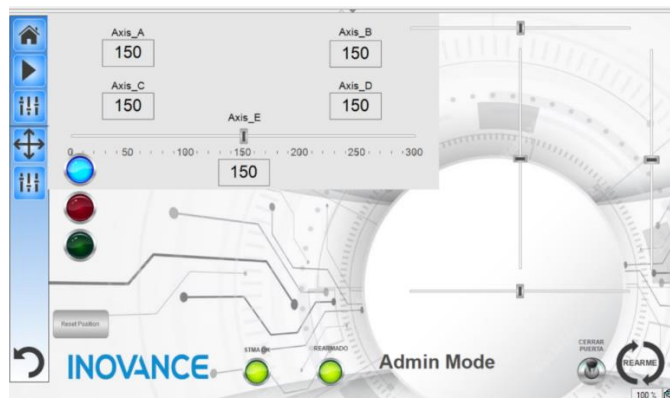 Axis_A
150
Axis_B
150
Axis_C
150
Axis_D
150
Axis_E
0 50 100 150 200 250 300
150
Reset Position
INOVANCE
REARMADO
Admin Mode
CERRAR
PUERTA
REARME
100 %